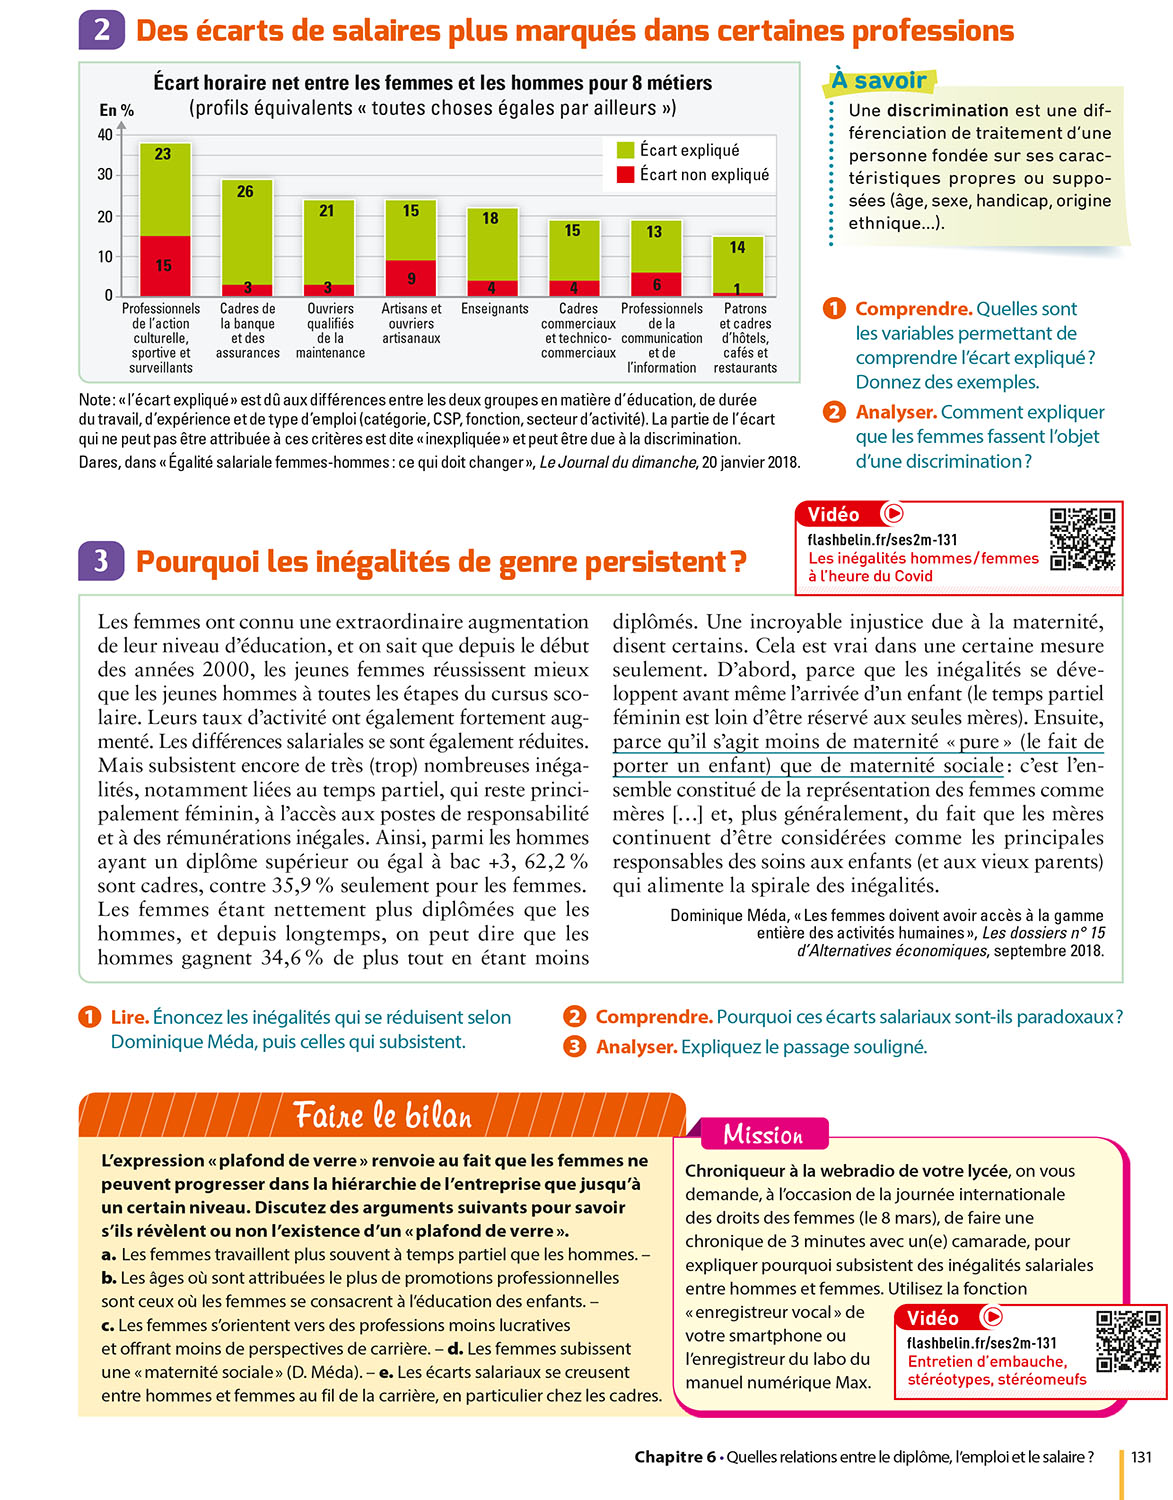 2 Des écarts de salaires plus marqués dans certaines professions
Écart horaire net entre les femmes et les hommes pour 8 métiers
(profils équivalents « toutes choses égales par ailleurs »)
En %
40
30
20
10
0
Écart expliqué
Écart non expliqué
23
15
26
3
21
3
15
9
18
4
15
4
13
6
14
1
Professionnels
de l'action
culturelle,
sportive et
surveillants
Cadres de
la banque
et des
assurances
Ouvriers
qualifiés
de la
maintenance
Artisans et
ouvriers
artisanaux
Enseignants
Cadres
commerciaux
et technico-
commerciaux
Professionnels
de la
communication
et de
l'information
Patrons
et cadres
d'hôtels,
cafés et
restaurants
Note : « l'écart expliqué » est dû aux différences entre les deux groupes en matière d'éducation, de durée
du travail, d'expérience et de type d'emploi (catégorie, CSP, fonction, secteur d'activité). La partie de l'écart
qui ne peut pas être attribuée à ces critères est dite « inexpliquée » et peut être due à la discrimination.
Dares, dans « Égalité salariale femmes-hommes : ce qui doit changer », Le Journal du dimanche, 20 janvier 2018.
À savoir
Une discrimination est une dif-
férenciation de traitement d'une
personne fondée sur ses carac-
téristiques propres ou suppo-
sées (âge, sexe, handicap, origine
ethnique...).
1 Comprendre. Quelles sont
les variables permettant de
comprendre l'écart expliqué ?
Donnez des exemples.
2 Analyser. Comment expliquer
que les femmes fassent l'objet
d'une discrimination ?
Vidéo
flashbelin.fr/ses2m-131
Les inégalités hommes/femmes
à l'heure du Covid
3 Pourquoi les inégalités de genre persistent ?
Les femmes ont connu une extraordinaire augmentation
de leur niveau d'éducation, et on sait que depuis le début
des années 2000, les jeunes femmes réussissent mieux
que les jeunes hommes à toutes les étapes du cursus sco-
laire. Leurs taux d'activité ont également fortement aug-
menté. Les différences salariales se sont également réduites.
Mais subsistent encore de très (trop) nombreuses inéga-
lités, notamment liées au temps partiel, qui reste princi-
palement féminin, à l'accès aux postes de responsabilité
et à des rémunérations inégales. Ainsi, parmi les hommes
ayant un diplôme supérieur ou égal à bac +3, 62,2 %
sont cadres, contre 35,9 % seulement pour les femmes.
Les femmes étant nettement plus diplômées que les
hommes, et depuis longtemps, on peut dire que les
hommes gagnent 34,6 % de plus tout en étant moins
diplômés. Une incroyable injustice due à la maternité,
disent certains. Cela est vrai dans une certaine mesure
seulement. D'abord, parce que les inégalités se déve-
loppent avant même l'arrivée d'un enfant (le temps partiel
féminin est loin d'être réservé aux seules mères). Ensuite,
parce qu'il s'agit moins de maternité « pure » (le fait de
porter un enfant) que de maternité sociale : c'est l'en-
semble constitué de la représentation des femmes comme
mères [...] et, plus généralement, du fait que les mères
continuent d'être considérées comme les principales
responsables des soins aux enfants (et aux vieux parents)
qui alimente la spirale des inégalités.
Dominique Méda, « Les femmes doivent avoir accès à la gamme
entière des activités humaines », Les dossiers n° 15
d'Alternatives économiques, septembre 2018.
1 Lire. Énoncez les inégalités qui se réduisent selon
Dominique Méda, puis celles qui subsistent.
2 Comprendre. Pourquoi ces écarts salariaux sont-ils paradoxaux ?
3 Analyser. Expliquez le passage souligné.
Faire le bilan
L'expression « plafond de verre » renvoie au fait que les femmes ne
peuvent progresser dans la hiérarchie de l'entreprise que jusqu'à
un certain niveau. Discutez des arguments suivants pour savoir
s'ils révèlent ou non l'existence d'un « plafond de verre ».
a. Les femmes travaillent plus souvent à temps partiel que les hommes. –
b. Les âges où sont attribuées le plus de promotions professionnelles
sont ceux où les femmes se consacrent à l'éducation des enfants. –
c. Les femmes s'orientent vers des professions moins lucratives
et offrant moins de perspectives de carrière. – d. Les femmes subissent
une « maternité sociale » (D. Méda). – e. Les écarts salariaux se creusent
entre hommes et femmes au fil de la carrière, en particulier chez les cadres.
Mission
Chroniqueur à la webradio de votre lycée, on vous
demande, à l'occasion de la journée internationale
des droits des femmes (le 8 mars), de faire une
chronique de 3 minutes avec un(e) camarade, pour
expliquer pourquoi subsistent des inégalités salariales
entre hommes et femmes. Utilisez la fonction
« enregistreur vocal » de
votre smartphone ou
l'enregistreur du labo du
manuel numérique Max.
Vidéo
flashbelin.fr/ses2m-131
Entretien d'embauche,
stéréotypes, stéréomeufs
Chapitre 6 • Quelles relations entre le diplôme, l'emploi et le salaire ? 131